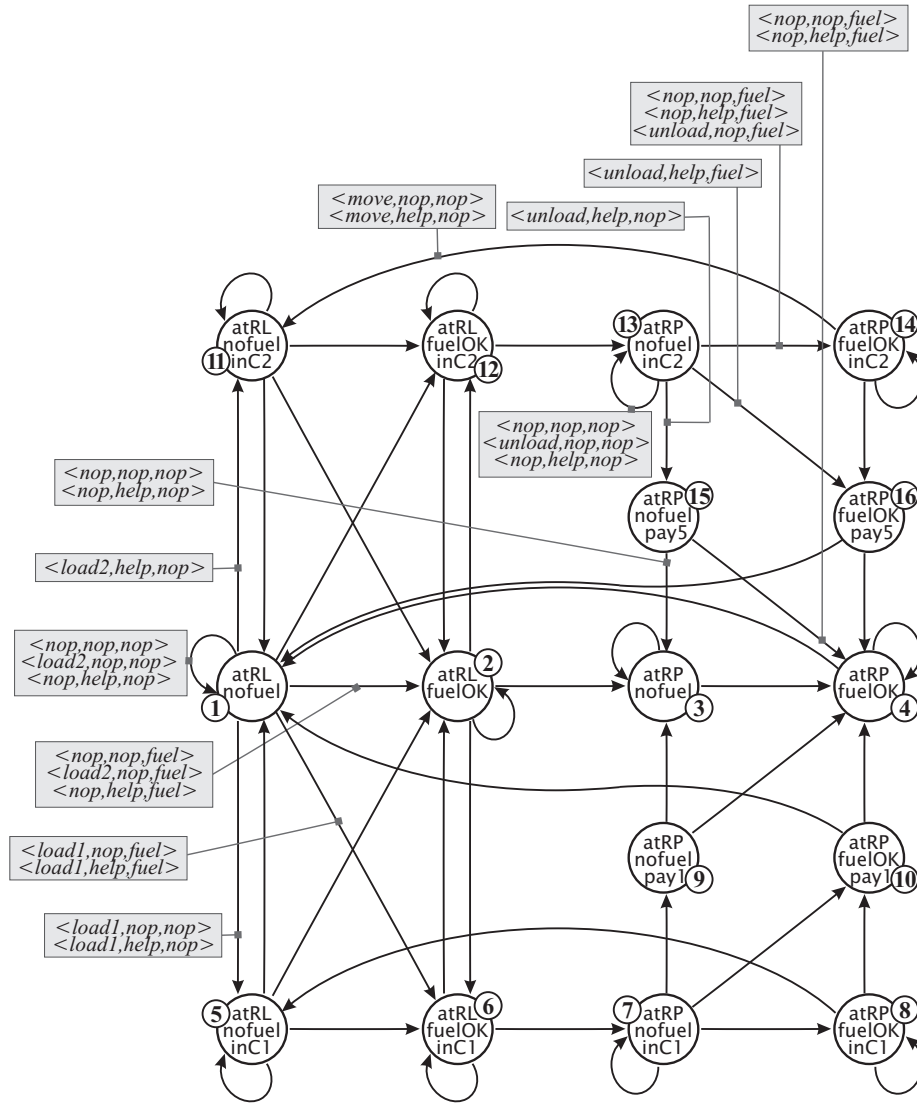 <nop,nop,fuel>
<nop,help,fuel>
<nop,nop,fuel>
<nop,help,fuel>
<unload,nop,fuel>
<unload,help,fuel>
<move,nop,nop>
<move,help,nop>
<unload,help,nop>
atRL
nofuel
inC2
11
atRL
fuelOK
inC2
12
13
atRP
nofuel
inC2
14
atRP
fuelOK
inC2
<nop,nop,nop>
<unload,nop,nop>
<nop,help,nop>
<nop,nop,nop>
<nop,help,nop>
15
atRP
nofuel
pay5
16
atRP
fuelOK
pay5
<load2,help,nop>
<nop,nop,nop>
<load2,nop,nop>
<nop,help,nop>
atRL
nofuel
1
2
atRL
fuelOK
atRP
nofuel
3
atRP
fuelOK
4
<nop,nop,fuel>
<load2,nop,fuel>
<nop,help,fuel>
<load1,nop,fuel>
<load1,help,fuel>
atRP
nofuel
pay1
9
atRP
fuelOK
pay1
10
<load1,nop,nop>
<load1,help,nop>
5
atRL
nofuel
inC1
6
atRL
fuelOK
inC1
7
atRP
nofuel
inC1
8
atRP
fuelOK
inC1